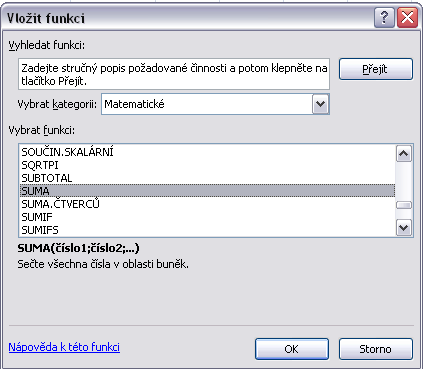 Vložit funkci
Vyhledat funkci:
Zadejte stručný popis požadované činnosti a potom klepněte na
tlačítko Přejít.
Přejít
Vybrat kategorii: Matematické
Vybrat funkci:
SOUČIN.SKALÁRNÍ
SQRTPI
SUBTOTAL
SUMA
SUMA.ČTVERCŮ
SUMIF
SUMIFS
SUMA(číslo1;číslo2;...)
Sečte všechna čísla v oblasti buněk.
Nápověda k této funkci
OK
Storno